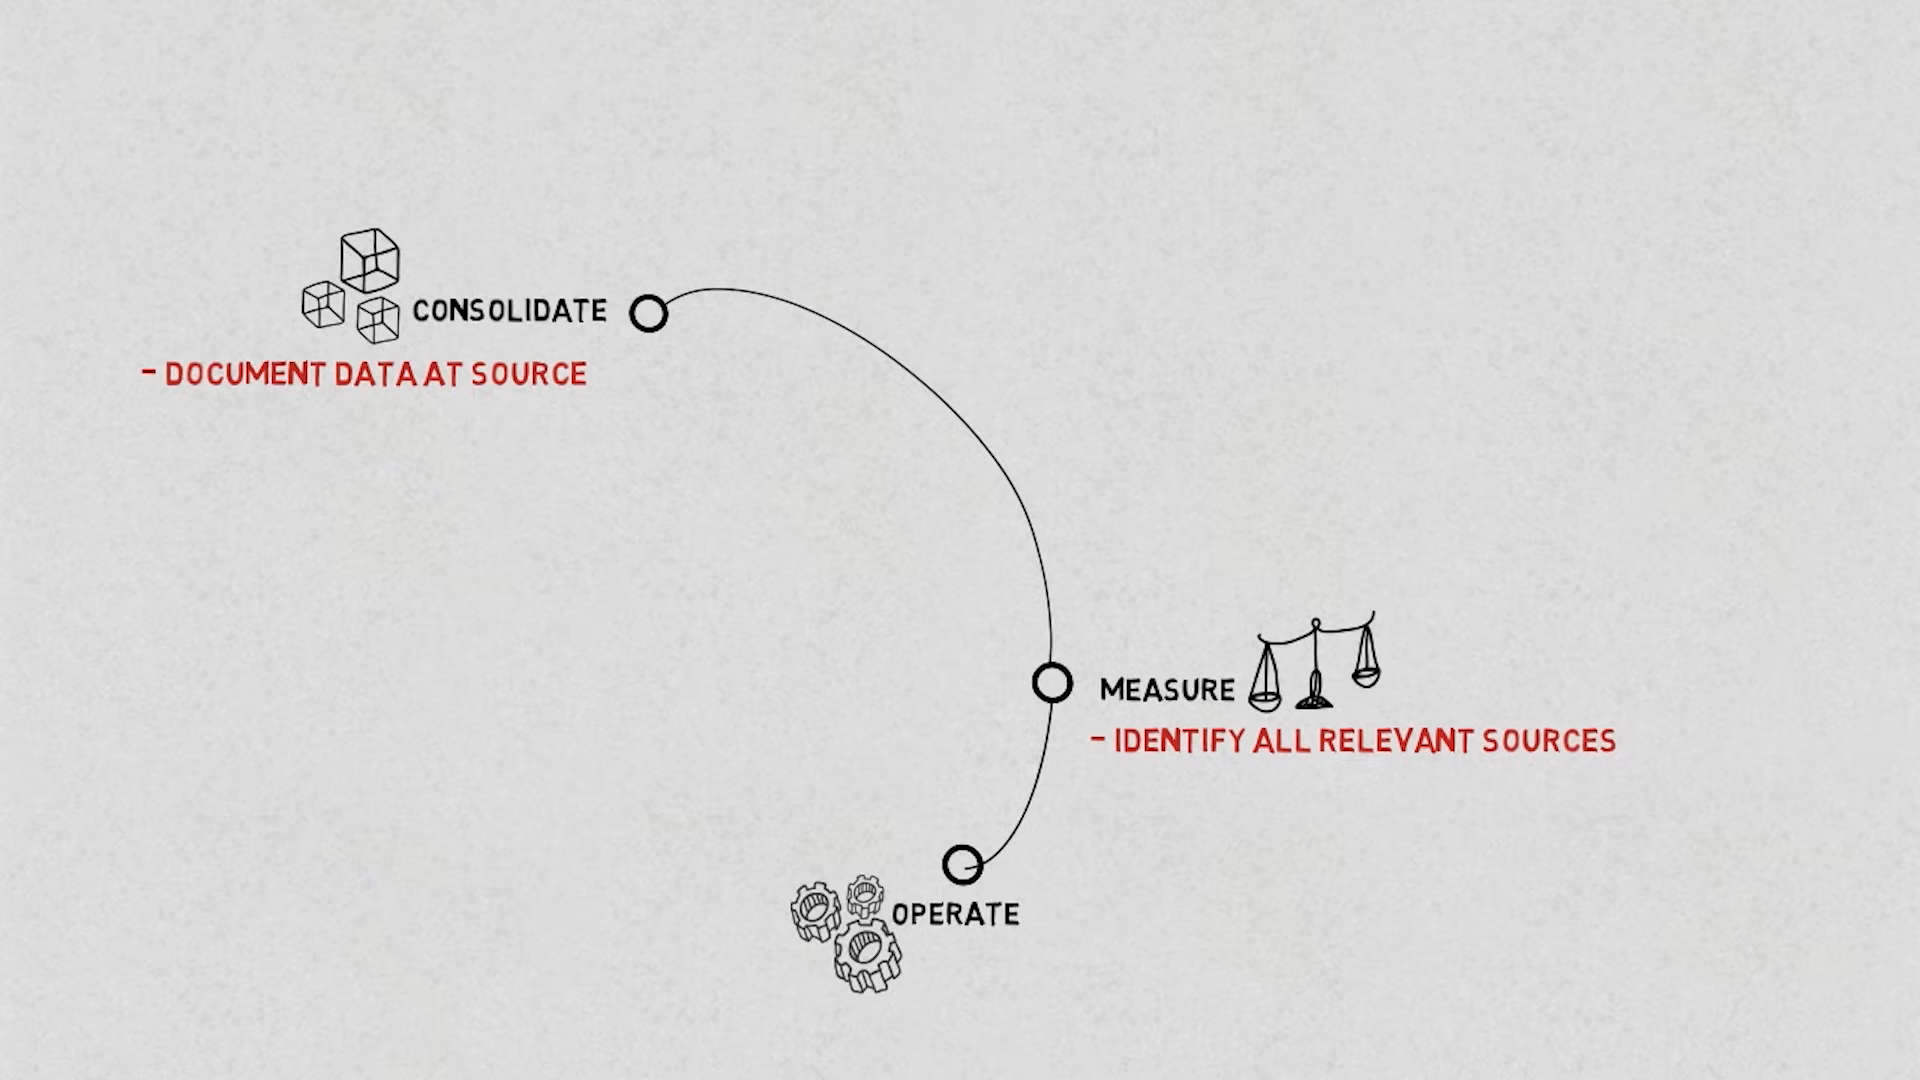 CONSOLIDATE
- DOCUMENT DATA AT SOURCE
MEASURE
- IDENTIFY ALL RELEVANT SOURCES
OPERATE